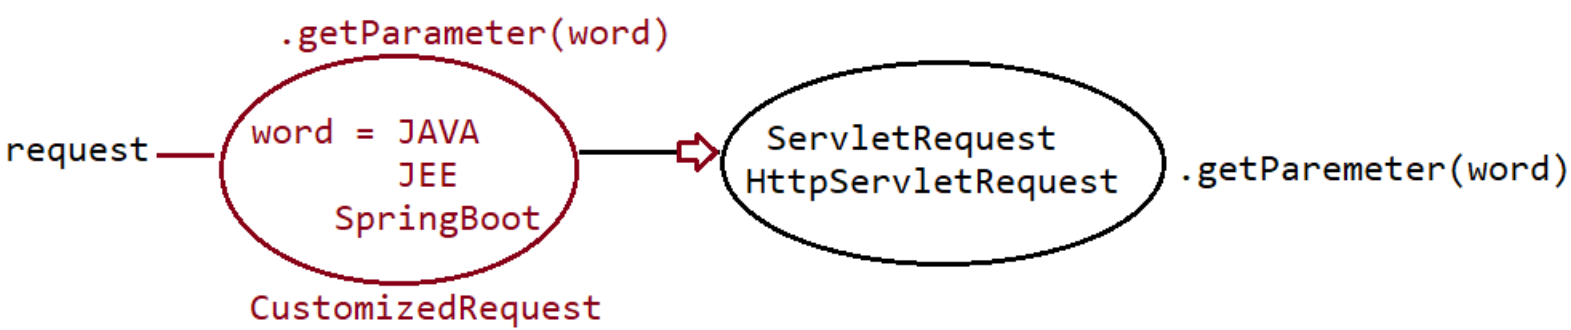 .getParameter(word)
request
word = JAVA
JEE
SpringBoot
CustomizedRequest
ServletRequest
HttpServletRequest
.getParemeter(word)